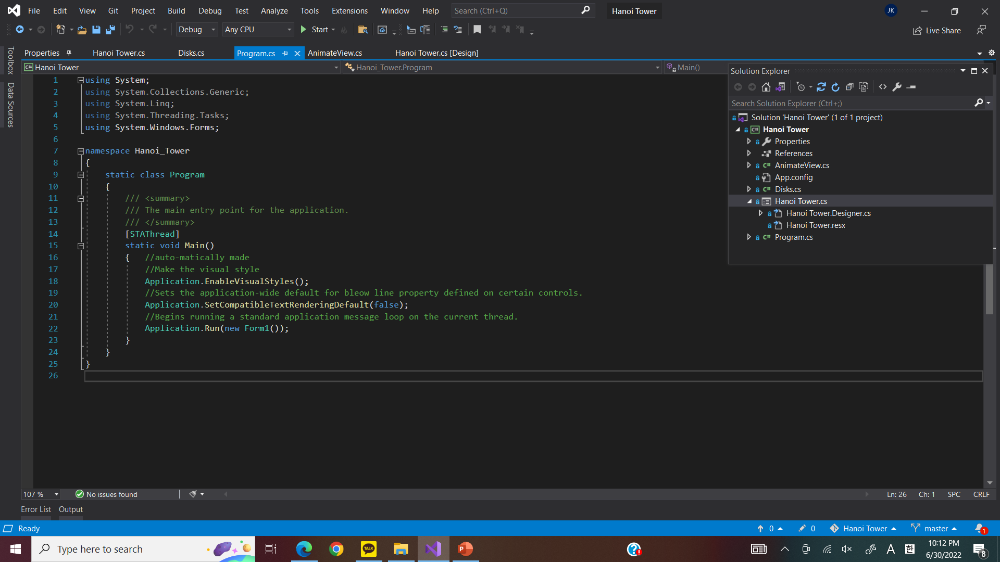 File Edit View Git Project Build Debug Test Analyze Tools Extensions Window Help Search (Ctrl+Q) Hanoi Tower JK
Debug Any CPU Start Live Share
Toolbox
Data Sources
Properties Hanoi Tower.cs Disks.cs Program.cs AnimateView.cs Hanoi Tower.cs [Design]
C# Hanoi Tower Hanoi_Tower.Program Main()
1 using System;
2 using System.Collections.Generic;
3 using System.Linq;
4 using System.Threading.Tasks;
5 using System.Windows.Forms;
6
7 namespace Hanoi_Tower
8 {
9 static class Program
10 {
11 /// <summary>
12 /// The main entry point for the application.
13 /// </summary>
14 [STAThread]
15 static void Main()
16 { //auto-matically made
17 //Make the visual style
18 Application.EnableVisualStyles();
19 //Sets the application-wide default for bleow line property defined on certain controls.
20 Application.SetCompatibleTextRenderingDefault(false);
21 //Begins running a standard application message loop on the current thread.
22 Application.Run(new Form1());
23 }
24 }
25 }
26
Solution Explorer
Search Solution Explorer (Ctrl+;)
Solution 'Hanoi Tower' (1 of 1 project)
C# Hanoi Tower
Properties
References
C# AnimateView.cs
App.config
C# Disks.cs
Hanoi Tower.cs
Hanoi Tower.Designer.cs
Hanoi Tower.resx
C# Program.cs
107 % No issues found Ln: 26 Ch: 1 SPC CRLF
Error List Output
Ready 0 0 Hanoi Tower master 1
Type here to search TALK P A 한 10:12 PM
6/30/2022 8